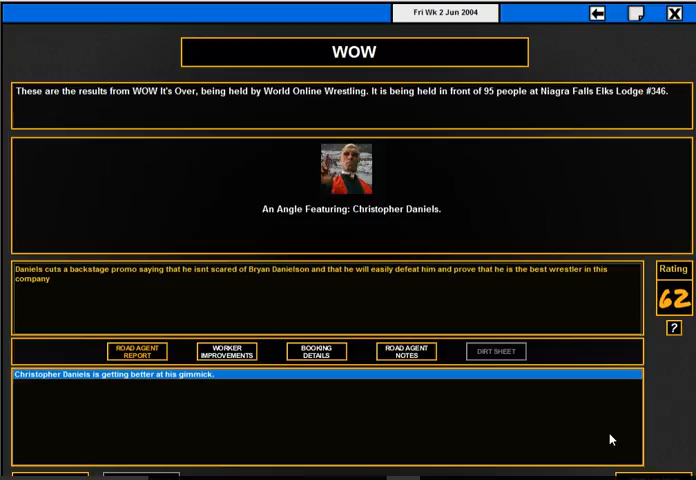 Fri Wk 2 Jun 2004
X
WOW
These are the results from WOW It's Over, being held by World Online Wrestling. It is being held in front of 95 people at Niagra Falls Elks Lodge #346.
An Angle Featuring: Christopher Daniels.
Daniels cuts a backstage promo saying that he isnt scared of Bryan Danielson and that he will easily defeat him and prove that he is the best wrestler in this
company
Rating
62
?
ROAD AGENT
REPORT
WORKER
IMPROVEMENTS
BOOKING
DETAILS
ROAD AGENT
NOTES
DIRT SHEET
Christopher Daniels is getting better at his gimmick.